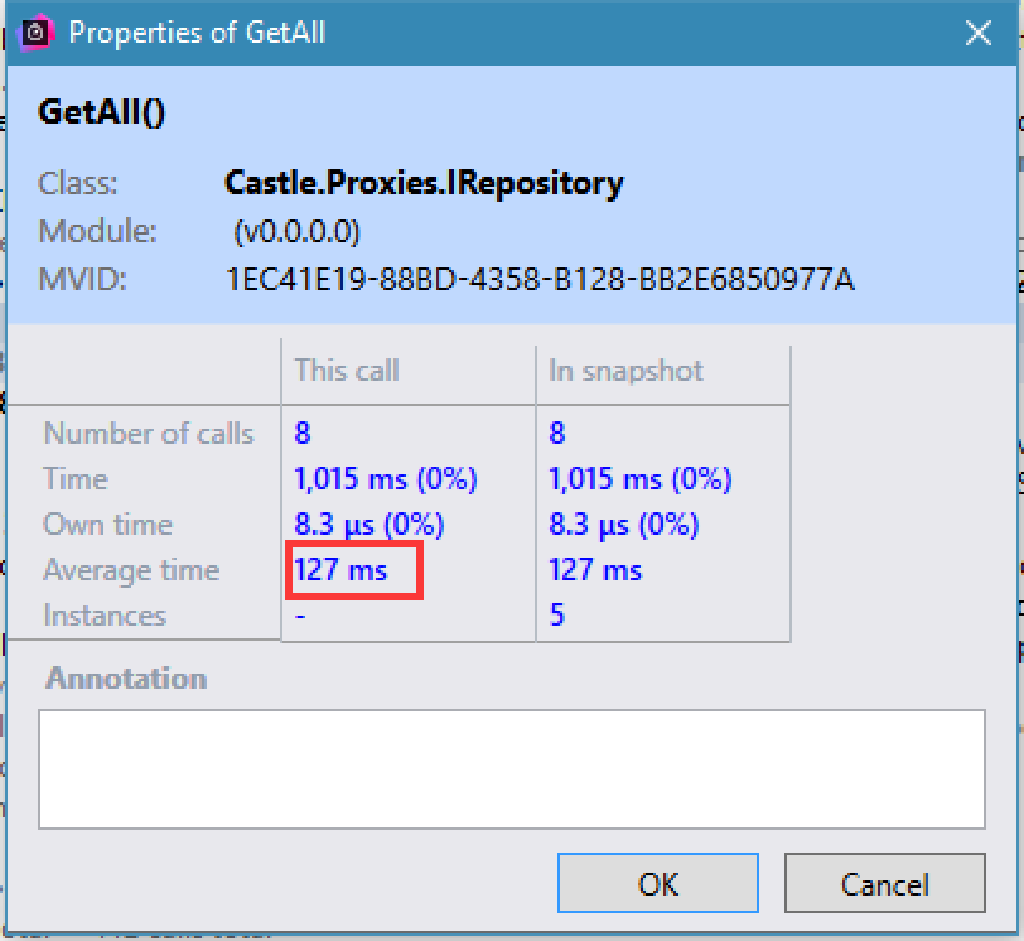 Properties of GetAll
GetAll()
Class: Castle.Proxies.IRepository
Module: (v0.0.0.0)
MVID: 1EC41E19-88BD-4358-B128-BB2E6850977A
This call In snapshot
Number of calls 8 8
Time 1,015 ms (0%) 1,015 ms (0%)
Own time 8.3 µs (0%) 8.3 µs (0%)
Average time 127 ms 127 ms
Instances - 5
Annotation
OK Cancel